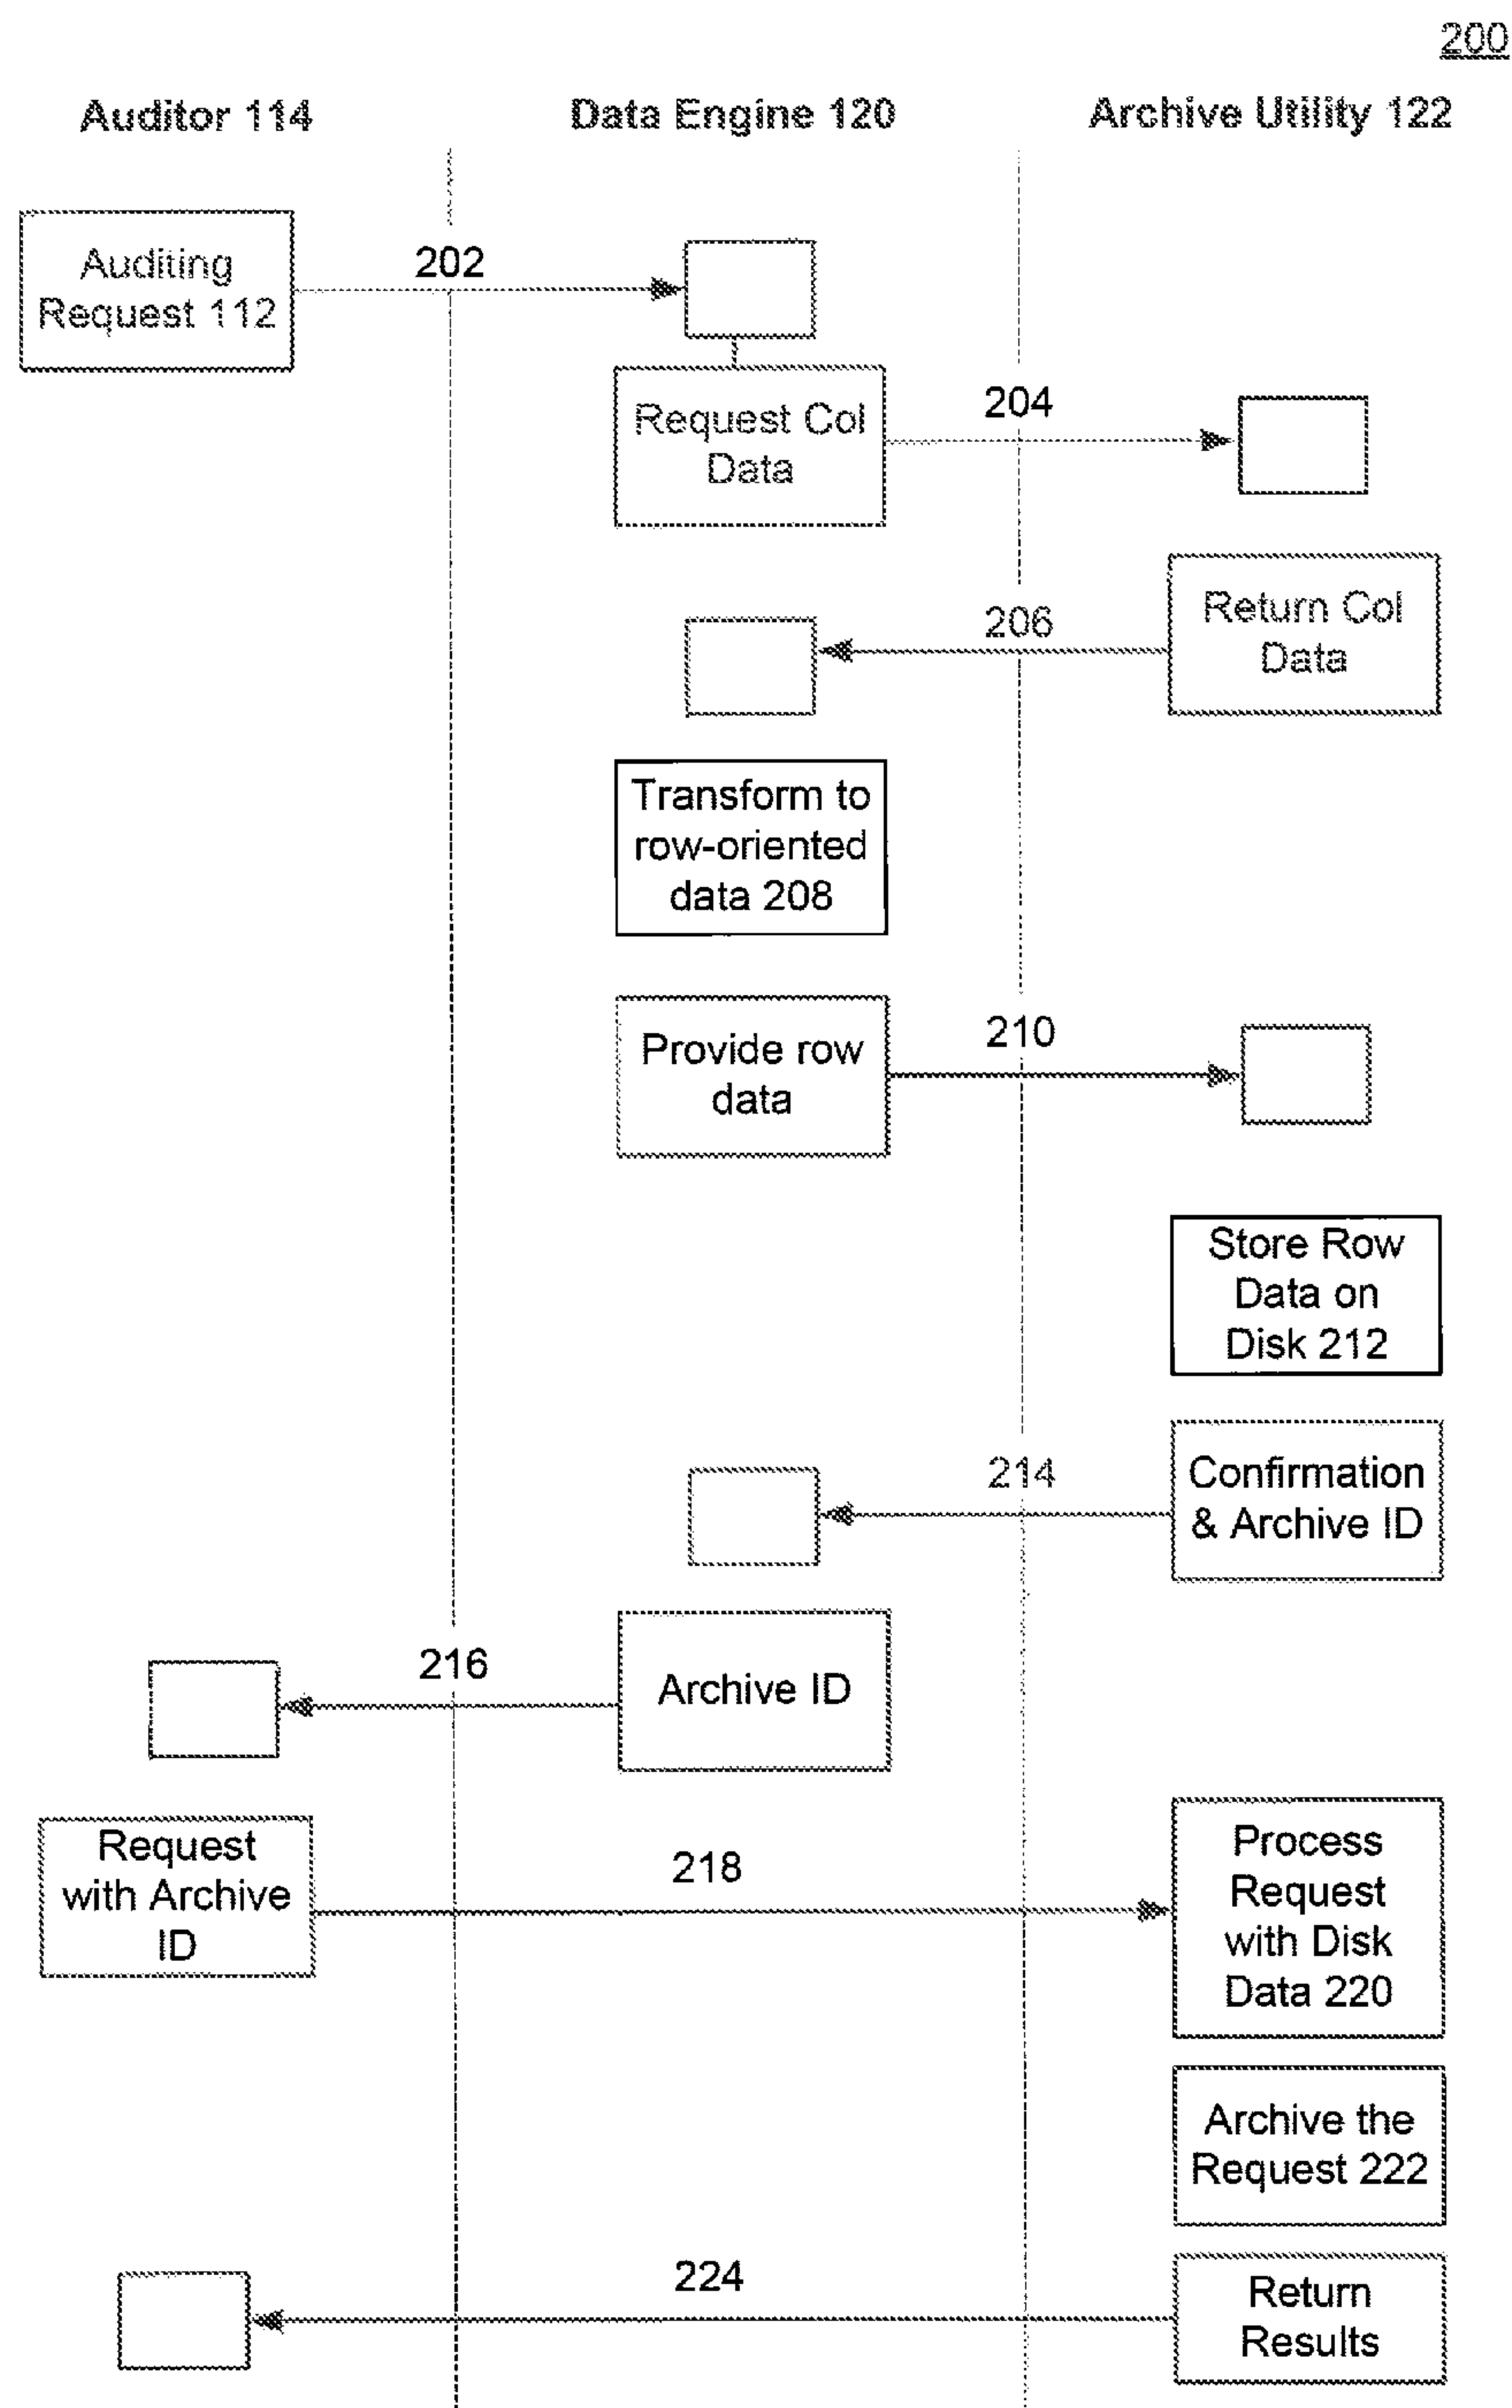 200
Auditor 114
Data Engine 120
Archive Utility 122
Auditing
Request 112
202
Request Col
Data
204
206
Return Col
Data
Transform to
row-oriented
data 208
Provide row
data
210
Store Row
Data on
Disk 212
214
Confirmation
& Archive ID
216
Archive ID
Request
with Archive
ID
218
Process
Request
with Disk
Data 220
Archive the
Request 222
224
Return
Results